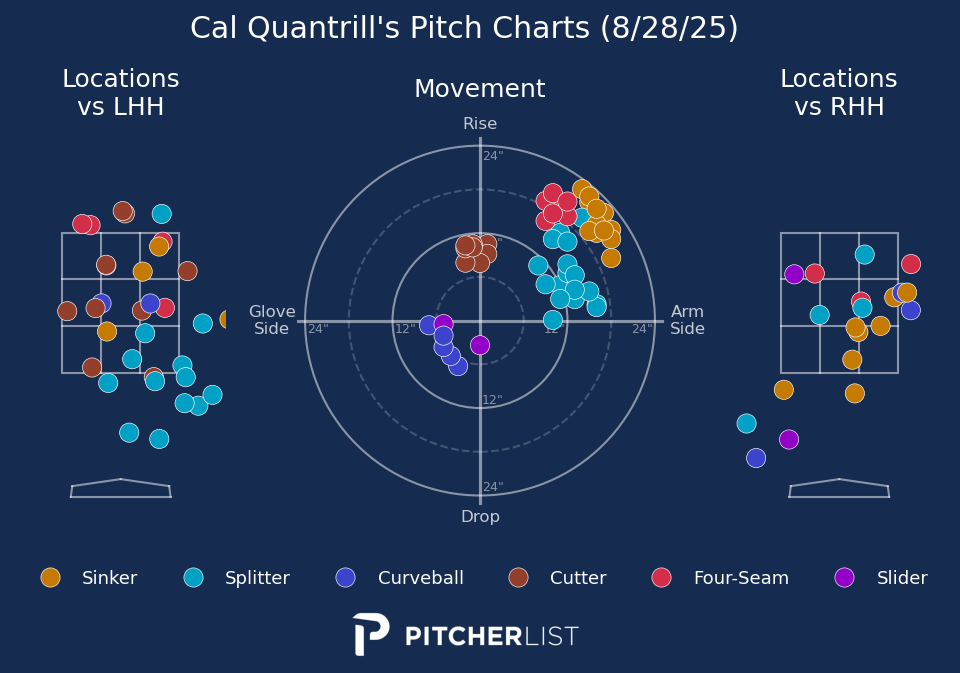 Cal Quantrill's Pitch Charts (8/28/25)
Locations
vs LHH
Movement
Locations
vs RHH
Rise
24"
Glove
Side
24"
12"
12"
24"
Arm
Side
12"
24"
Drop
Sinker
Splitter
Curveball
Cutter
Four-Seam
Slider
PITCHERLIST